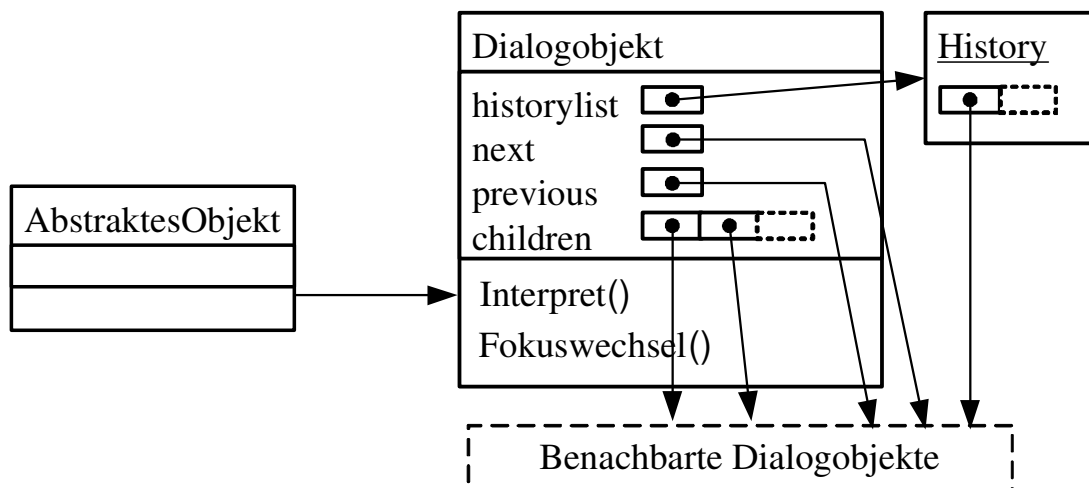 Dialogobjekt
historylist
next
previous
children
Interpret()
Fokuswechsel()
History
AbstraktesObjekt
Benachbarte Dialogobjekte